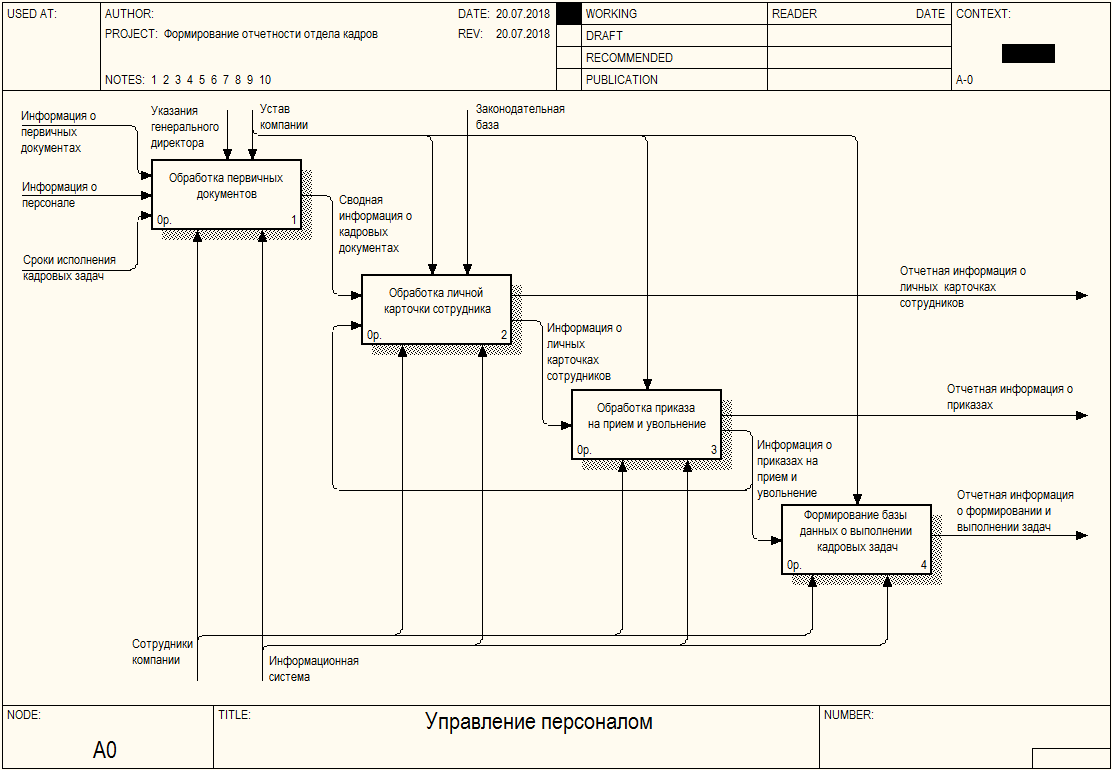 USED AT:
AUTHOR:
DATE: 20.07.2018
WORKING
READER
DATE
CONTEXT:
PROJECT: Формирование отчетности отдела кадров
REV: 20.07.2018
DRAFT
RECOMMENDED
NOTES: 1 2 3 4 5 6 7 8 9 10
PUBLICATION
A-0
Информация о
первичных
документах
Указания
генерального
директора
Устав
компании
Законодательная
база
Информация о
персонале
Сроки исполнения
кадровых задач
Обработка первичных
документов
0р.
1
Сводная
информация о
кадровых
документах
Обработка личной
карточки сотрудника
0р.
2
Отчетная информация о
личных карточках
сотрудников
Информация о
личных
карточках
сотрудников
Обработка приказа
на прием и увольнение
0р.
3
Отчетная информация о
приказах
Информация о
приказах на
прием и
увольнение
Формирование базы
данных о выполнении
кадровых задач
0р.
4
Отчетная информация
о формировании и
выполнении задач
Сотрудники
компании
Информационная
система
NODE:
A0
TITLE:
Управление персоналом
NUMBER: